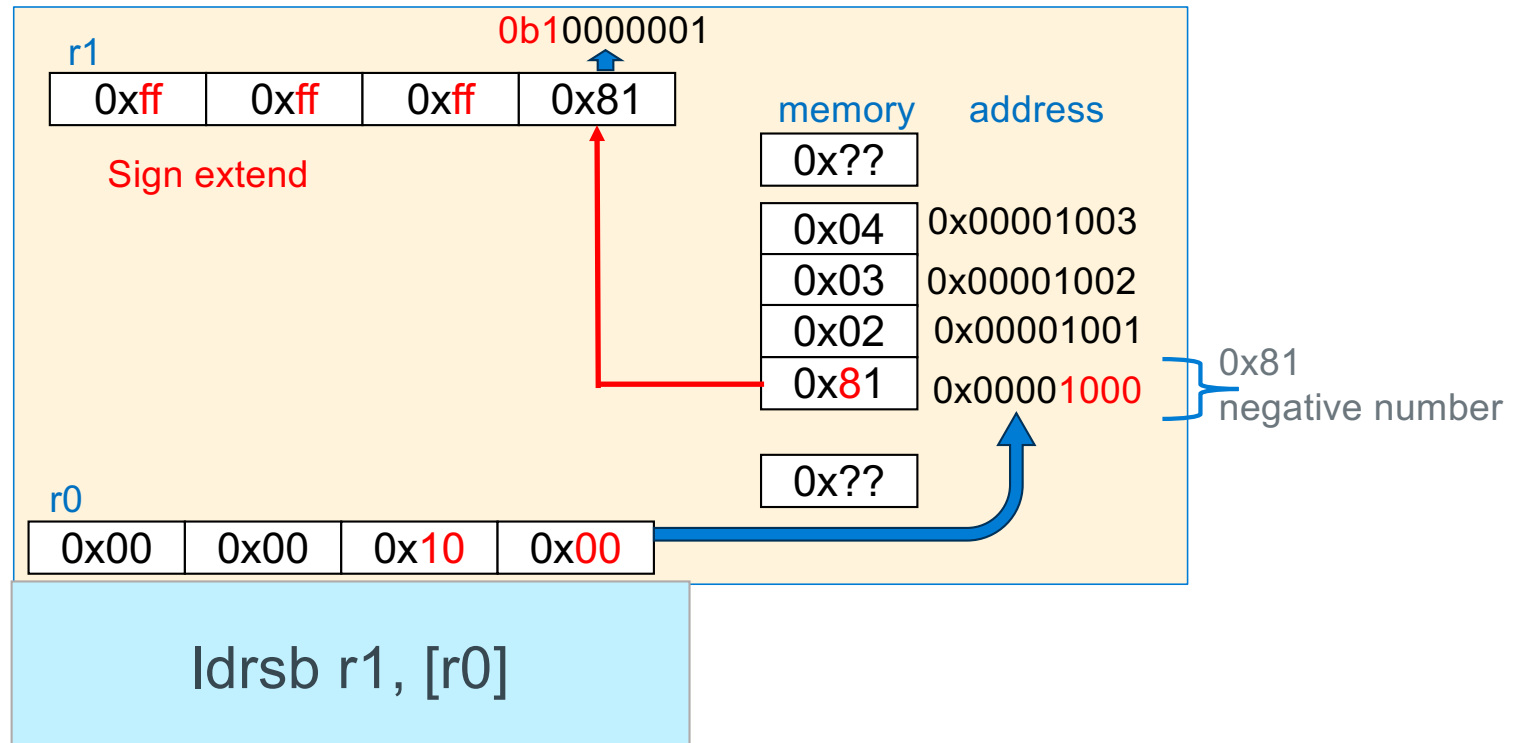 0b10000001
r1
0xff 0xff 0xff 0x81
Sign extend
memory address
0x??
0x04 0x00001003
0x03 0x00001002
0x02 0x00001001
0x81 0x00001000
0x81
negative number
0x??
r0
0x00 0x00 0x10 0x00
ldrsb r1, [r0]